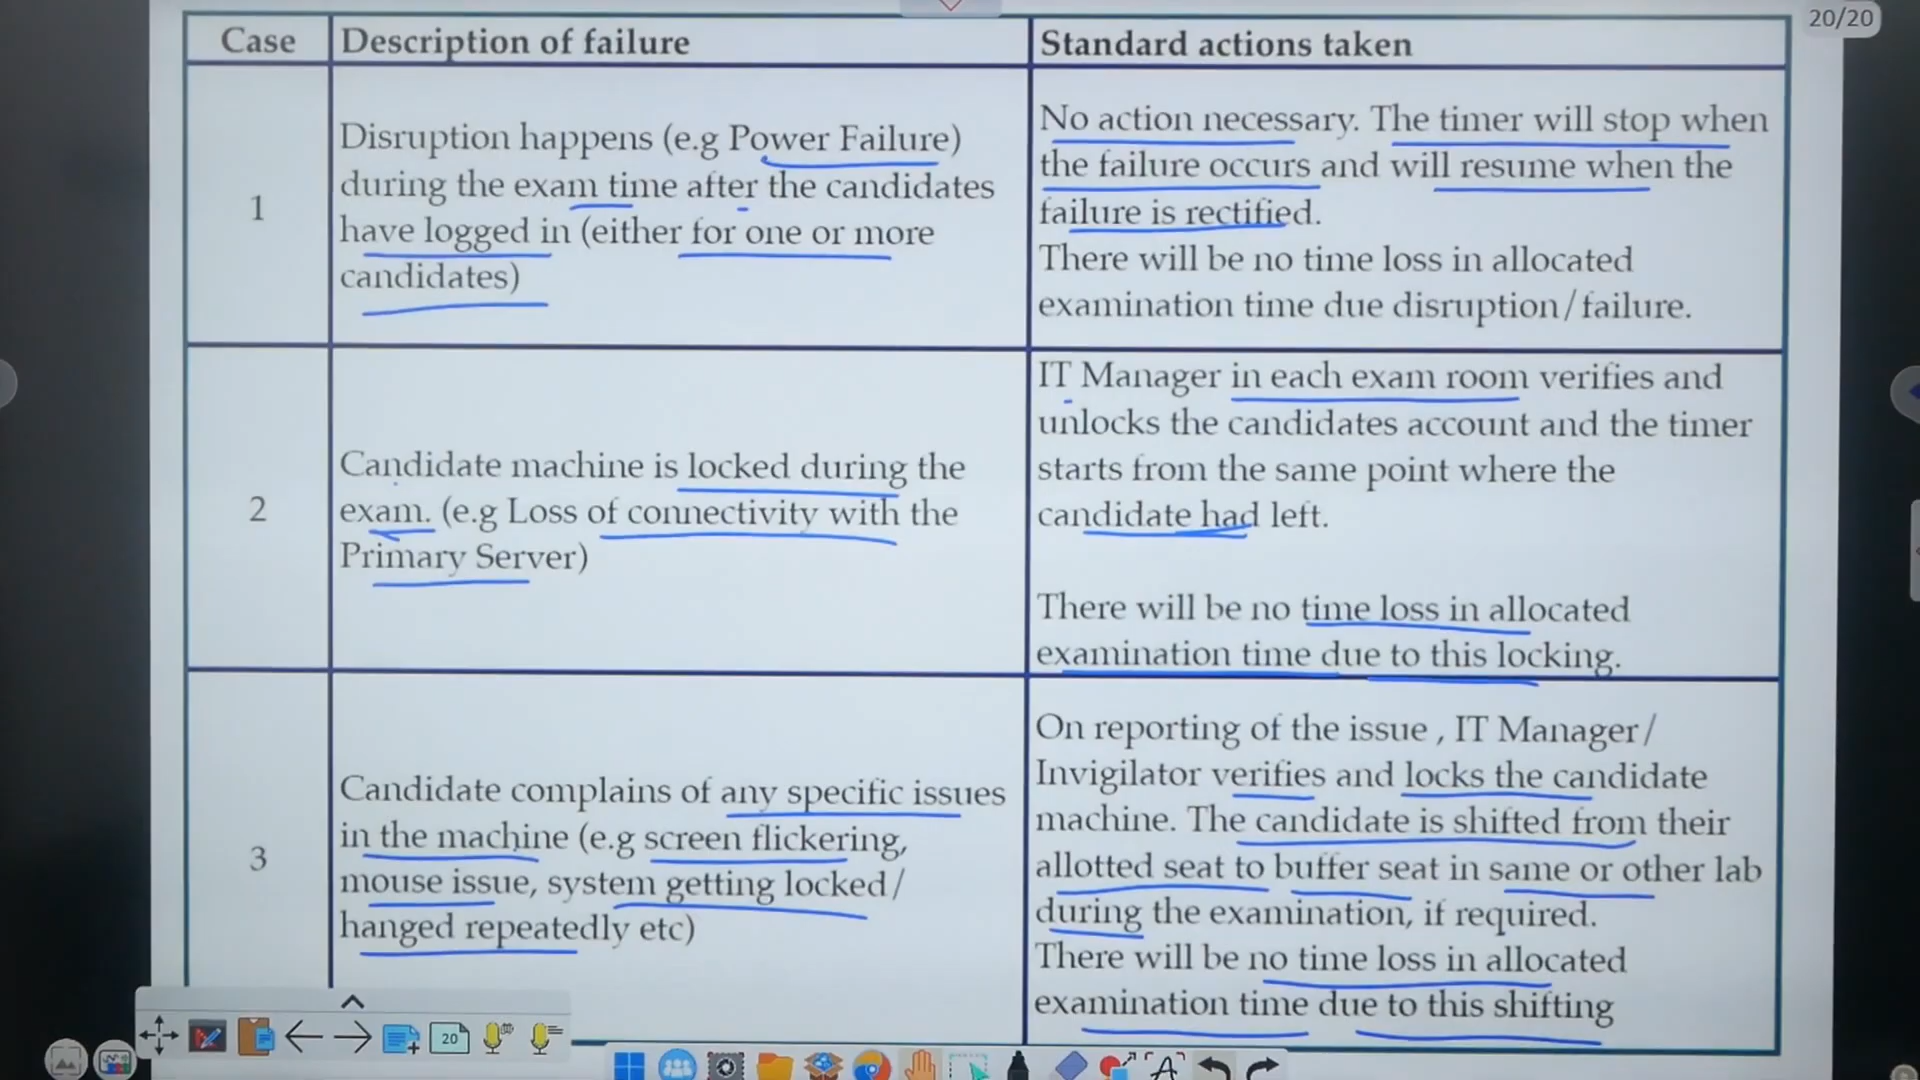 20/20
Case Description of failure Standard actions taken
1
Disruption happens (e.g Power Failure)
during the exam time after the candidates
have logged in (either for one or more
candidates)
No action necessary. The timer will stop when
the failure occurs and will resume when the
failure is rectified.
There will be no time loss in allocated
examination time due disruption/failure.
2
Candidate machine is locked during the
exam. (e.g Loss of connectivity with the
Primary Server)
IT Manager in each exam room verifies and
unlocks the candidates account and the timer
starts from the same point where the
candidate had left.
There will be no time loss in allocated
examination time due to this locking.
3
Candidate complains of any specific issues
in the machine (e.g screen flickering,
mouse issue, system getting locked/
hanged repeatedly etc)
On reporting of the issue , IT Manager/
Invigilator verifies and locks the candidate
machine. The candidate is shifted from their
allotted seat to buffer seat in same or other lab
during the examination, if required.
There will be no time loss in allocated
examination time due to this shifting
20
A